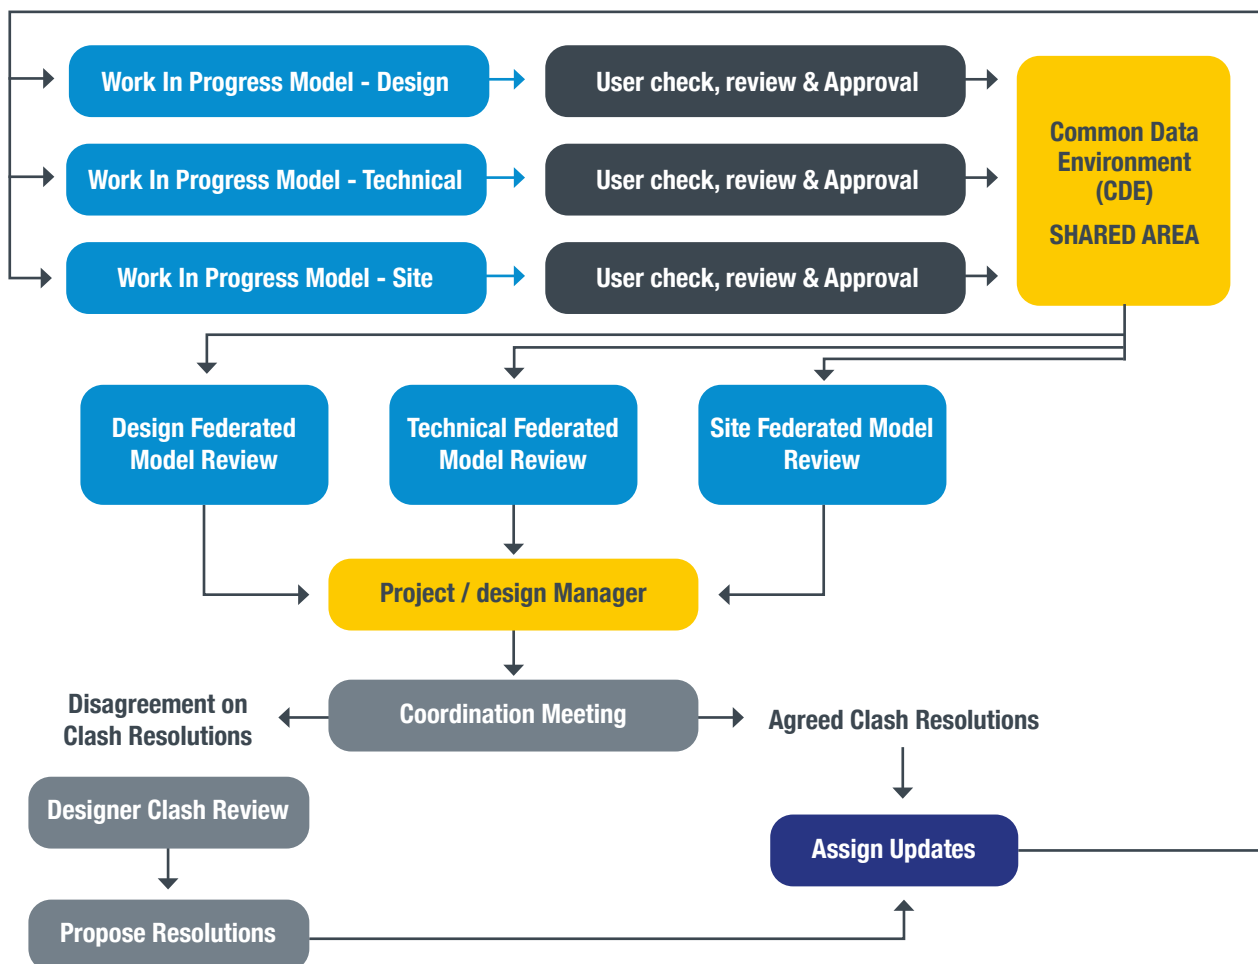 Work In Progress Model - Design
User check, review & Approval
Common Data
Environment
(CDE)
SHARED AREA
Work In Progress Model - Technical
User check, review & Approval
Work In Progress Model - Site
User check, review & Approval
Design Federated
Model Review
Technical Federated
Model Review
Site Federated Model
Review
Project / design Manager
Coordination Meeting
Disagreement on
Clash Resolutions
Agreed Clash Resolutions
Designer Clash Review
Assign Updates
Propose Resolutions